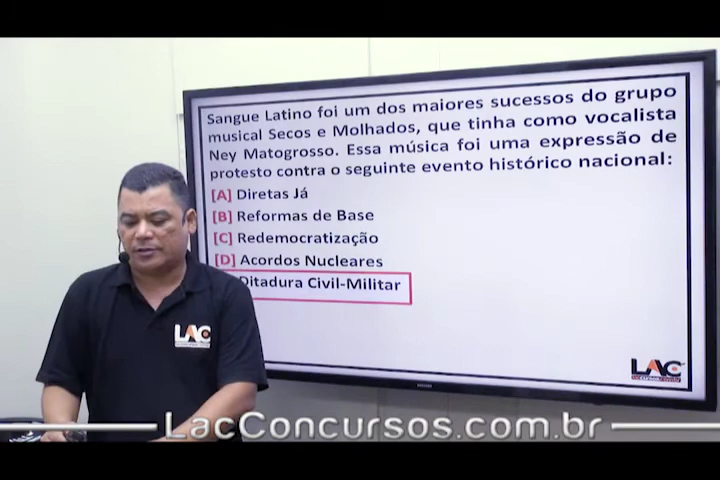 Sangue Latino foi um dos maiores sucessos do grupo
musical Secos e Molhados, que tinha como vocalista
Ney Matogrosso. Essa música foi uma expressão de
protesto contra o seguinte evento histórico nacional:
[A] Diretas Já
[B] Reformas de Base
[C] Redemocratização
[D] Acordos Nucleares
Ditadura Civil-Militar
LAC
LAC
LacConcursos.com.br